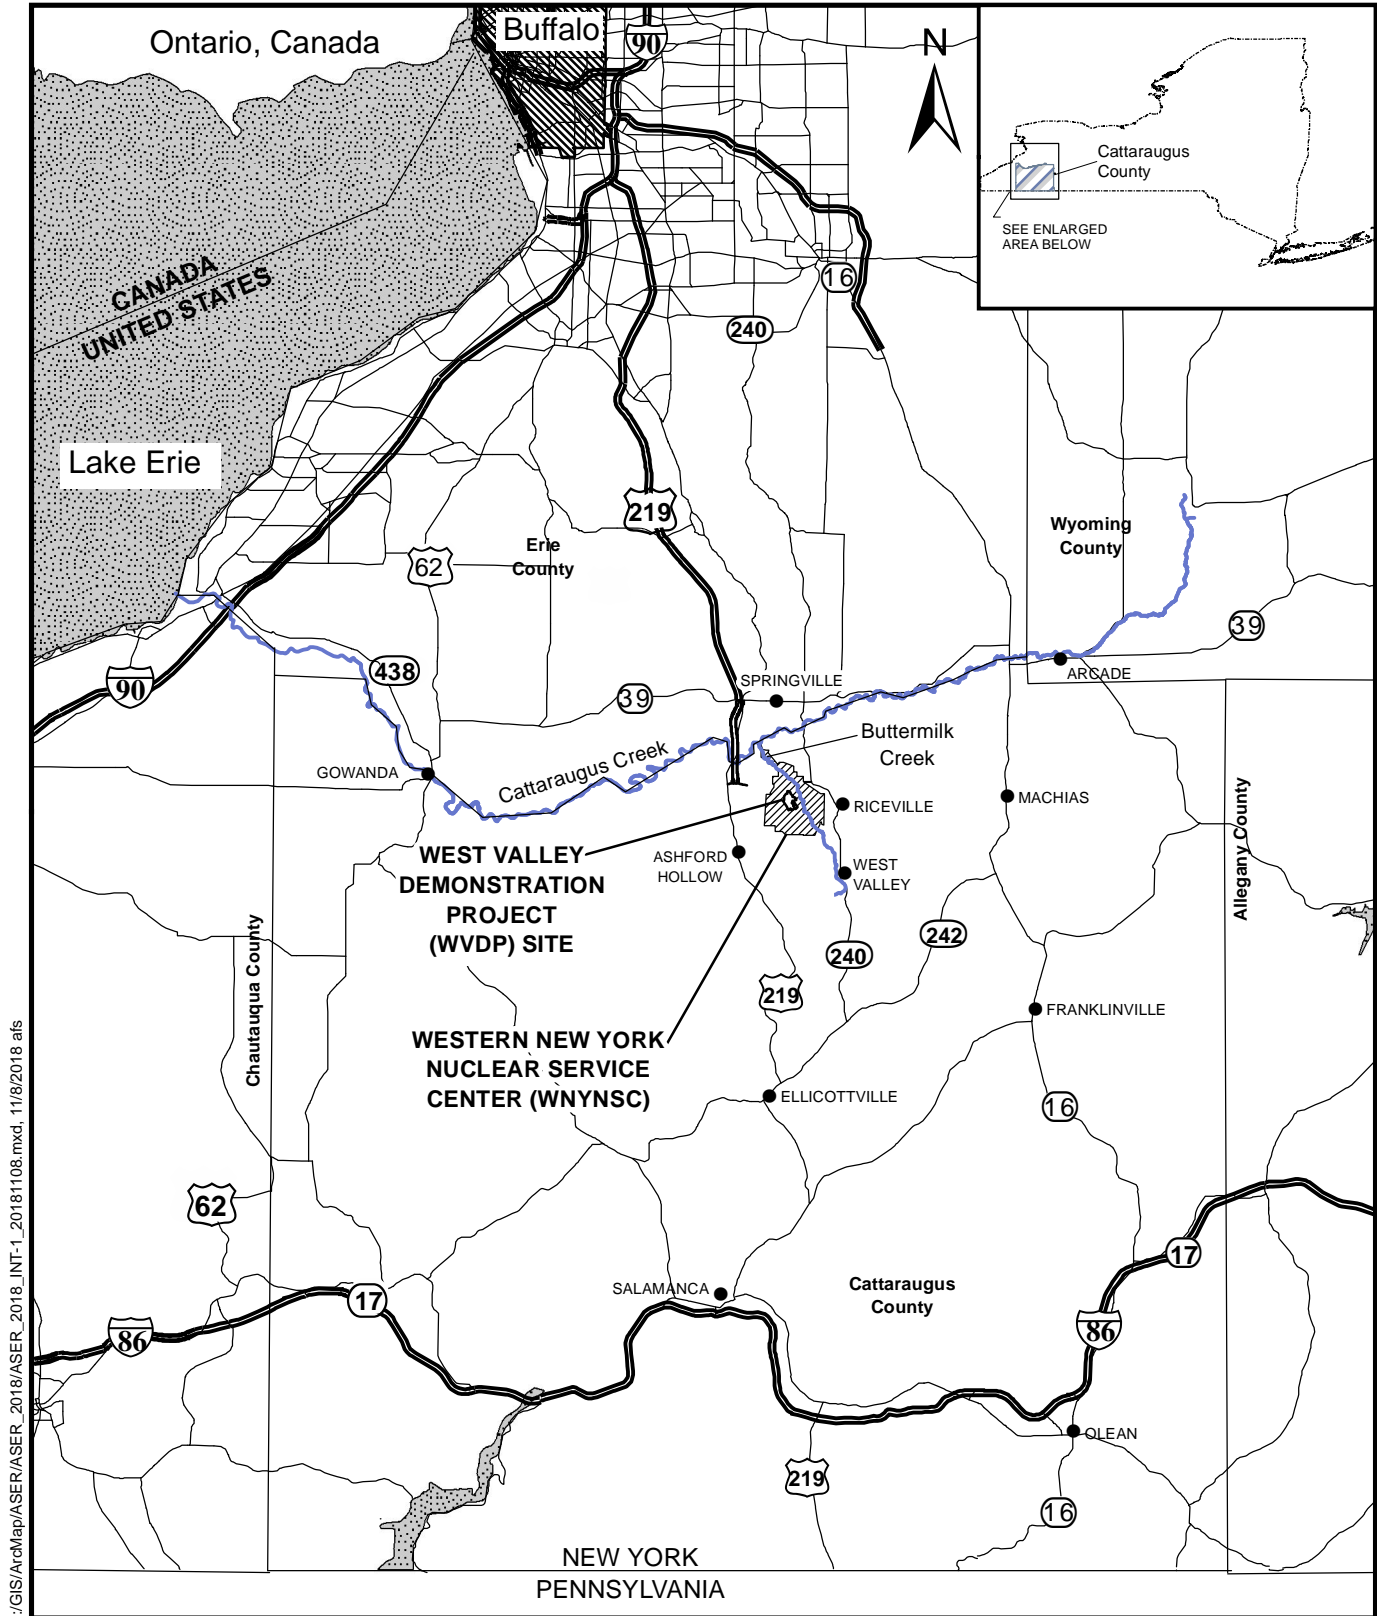 Ontario, Canada
Buffalo
90
N
Cattaraugus
County
SEE ENLARGED
AREA BELOW
CANADA
UNITED STATES
16
240
Lake Erie
219
Wyoming
County
Erie
County
62
39
438
90
SPRINGVILLE
ARCADE
39
Buttermilk
Creek
Cattaraugus Creek
GOWANDA
RICEVILLE
MACHIAS
Allegany County
WEST VALLEY
DEMONSTRATION
PROJECT
(WVDP) SITE
ASHFORD
HOLLOW
WEST
VALLEY
Chautauqua County
242
240
219
FRANKLINVILLE
WESTERN NEW YORK
NUCLEAR SERVICE
CENTER (WNYNSC)
ELLICOTTVILLE
16
62
17
SALAMANCA
Cattaraugus
County
17
86
86
OLEAN
219
16
NEW YORK
PENNSYLVANIA
:/GIS/ArcMap/ASER/ASER_2018/ASER_2018_INT-1_20181108.mxd, 11/8/2018 afs